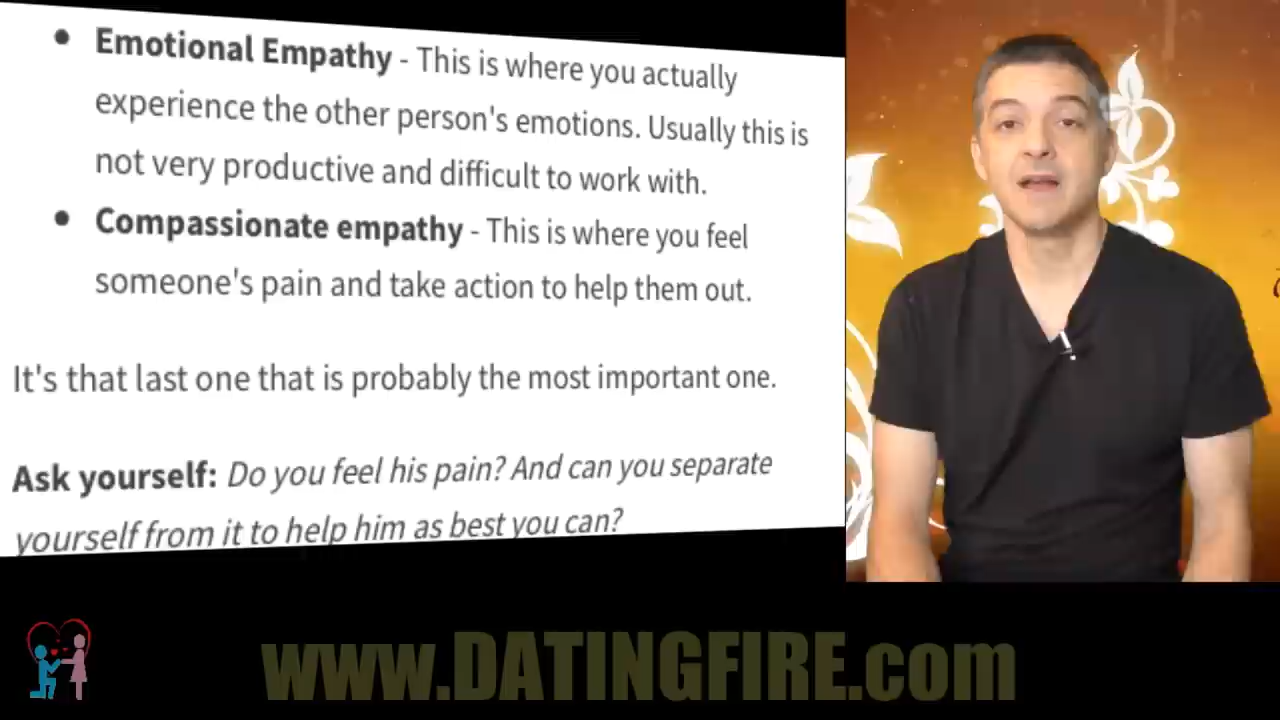 • Emotional Empathy - This is where you actually
experience the other person's emotions. Usually this is
not very productive and difficult to work with.
• Compassionate empathy - This is where you feel
someone's pain and take action to help them out.
It's that last one that is probably the most important one.
Ask yourself: Do you feel his pain? And can you separate
yourself from it to help him as best you can?
www.DATINGFIRE.com